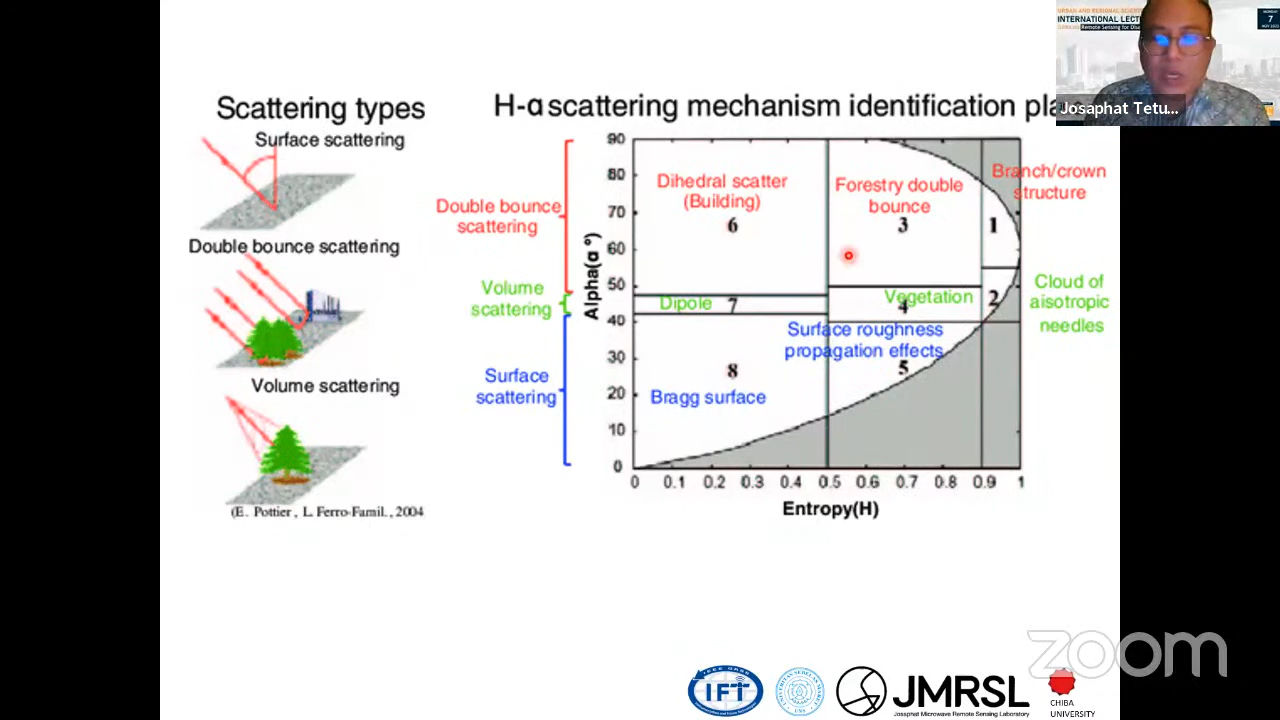 Scattering types
Surface scattering
Double bounce scattering
Volume scattering
(E. Pottier , L. Ferro-Famil., 2004
H-α scattering mechanism identification pla
Double bounce
scattering
Volume
scattering
Surface
scattering
Alpha(α°)
90
80
70
60
50
40
30
20
10
0
Dihedral scatter
(Building)
6
Forestry double
bounce
3
Branch/crown
structure
1
Dipole
7
Vegetation
4
2
Cloud of
aisotropic
needles
Surface roughness
propagation effects
5
8
Bragg surface
0 0.1 0.2 0.3 0.4 0.5 0.6 0.7 0.8 0.9 1
Entropy(H)
URBAN AND REGIONAL
INTERNATIONAL LECT
Remote Sensing for
7
Josaphat Tetu...
zoom
IEEE GRSS
IFT
UNS
JMRSL
Josaphat Microwave Remote Sensing Laboratory
CHIBA
UNIVERSITY